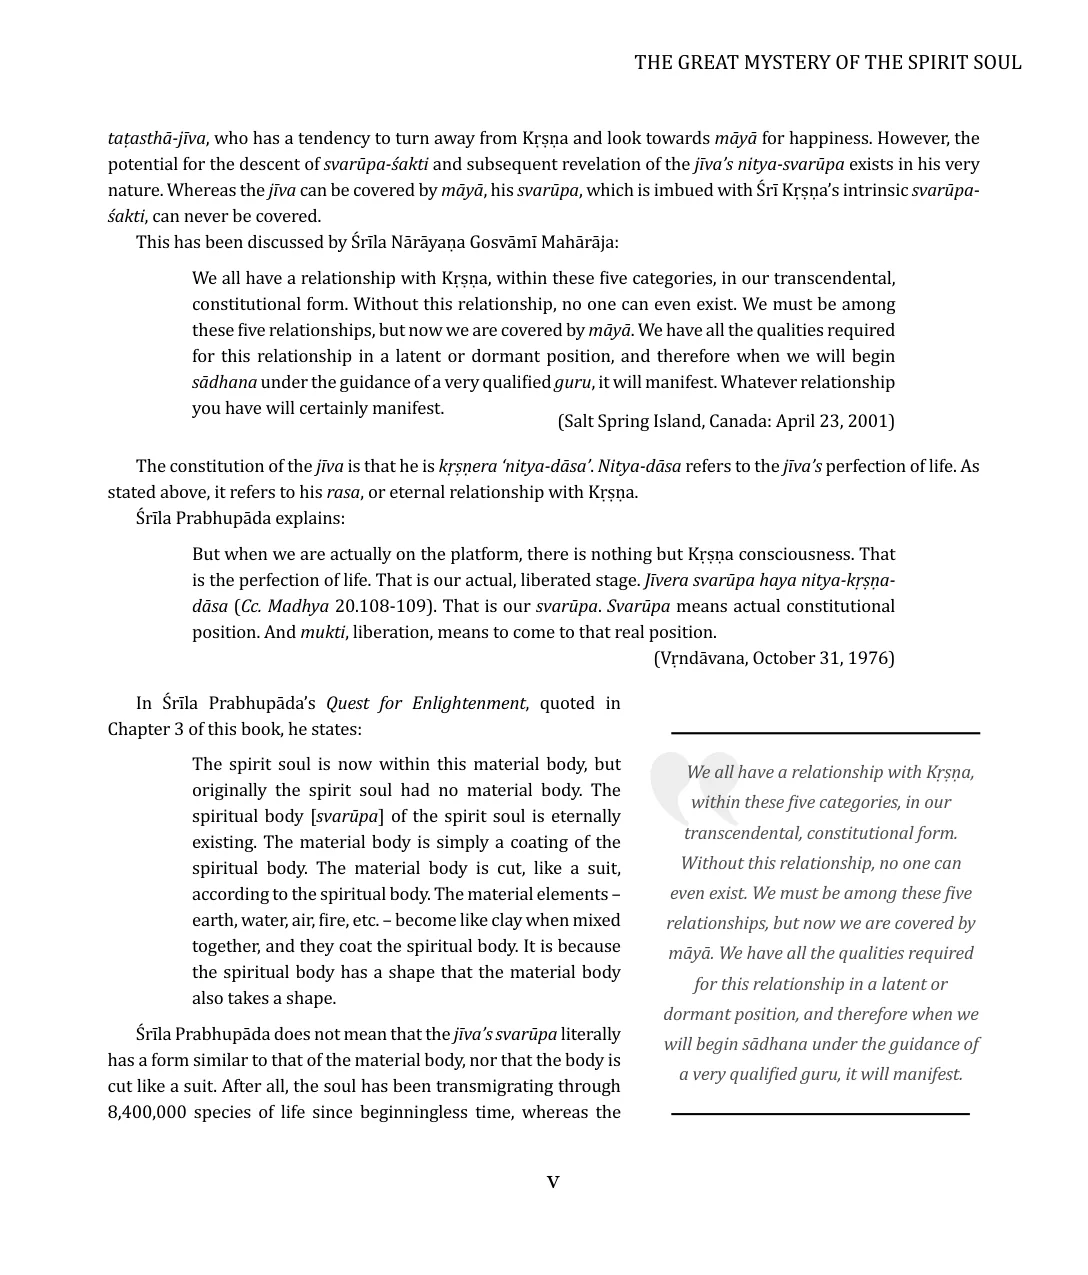 THE GREAT MYSTERY OF THE SPIRIT SOUL
taṭasthā-jīva, who has a tendency to turn away from Kṛṣṇa and look towards māyā for happiness. However, the
potential for the descent of svarūpa-śakti and subsequent revelation of the jīva’s nitya-svarūpa exists in his very
nature. Whereas the jīva can be covered by māyā, his svarūpa, which is imbued with Śrī Kṛṣṇa’s intrinsic svarūpa-
śakti, can never be covered.
This has been discussed by Śrīla Nārāyaṇa Gosvāmī Mahārāja:
We all have a relationship with Kṛṣṇa, within these five categories, in our transcendental,
constitutional form. Without this relationship, no one can even exist. We must be among
these five relationships, but now we are covered by māyā. We have all the qualities required
for this relationship in a latent or dormant position, and therefore when we will begin
sādhana under the guidance of a very qualified guru, it will manifest. Whatever relationship
you have will certainly manifest.
(Salt Spring Island, Canada: April 23, 2001)
The constitution of the jīva is that he is kṛṣṇera ‘nitya-dāsa’. Nitya-dāsa refers to the jīva’s perfection of life. As
stated above, it refers to his rasa, or eternal relationship with Kṛṣṇa.
Śrīla Prabhupāda explains:
But when we are actually on the platform, there is nothing but Kṛṣṇa consciousness. That
is the perfection of life. That is our actual, liberated stage. Jīvera svarūpa haya nitya-kṛṣṇa-
dāsa (Cc. Madhya 20.108-109). That is our svarūpa. Svarūpa means actual constitutional
position. And mukti, liberation, means to come to that real position.
(Vṛndāvana, October 31, 1976)
In Śrīla Prabhupāda’s Quest for Enlightenment, quoted in
Chapter 3 of this book, he states:
The spirit soul is now within this material body, but
originally the spirit soul had no material body. The
spiritual body [svarūpa] of the spirit soul is eternally
existing. The material body is simply a coating of the
spiritual body. The material body is cut, like a suit,
according to the spiritual body. The material elements –
earth, water, air, fire, etc. – become like clay when mixed
together, and they coat the spiritual body. It is because
the spiritual body has a shape that the material body
also takes a shape.
Śrīla Prabhupāda does not mean that the jīva’s svarūpa literally
has a form similar to that of the material body, nor that the body is
cut like a suit. After all, the soul has been transmigrating through
8,400,000 species of life since beginningless time, whereas the
We all have a relationship with Kṛṣṇa,
within these five categories, in our
transcendental, constitutional form.
Without this relationship, no one can
even exist. We must be among these five
relationships, but now we are covered by
māyā. We have all the qualities required
for this relationship in a latent or
dormant position, and therefore when we
will begin sādhana under the guidance of
a very qualified guru, it will manifest.
v